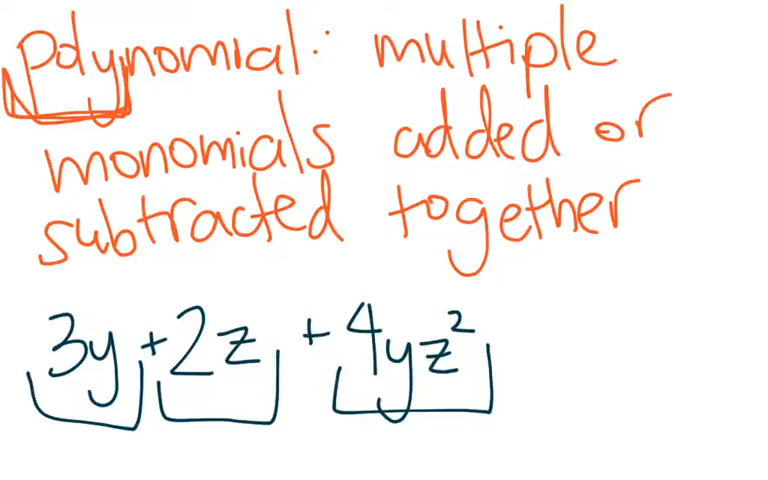 polynomial: multiple
monomials added or
subtracted together
3y + 2z + 4yz²